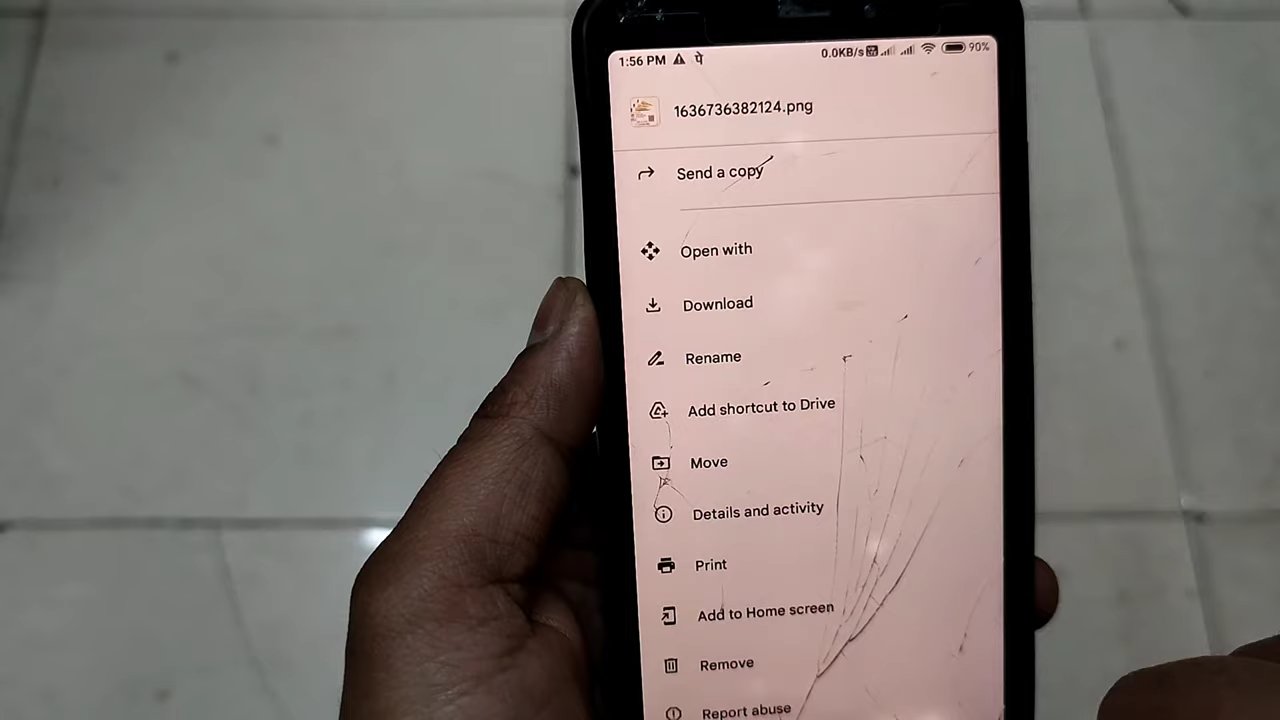 1:56 PM पे 0.0KB/s 90%
1636736382124.png
Send a copy
Open with
Download
Rename
Add shortcut to Drive
Move
Details and activity
Print
Add to Home screen
Remove
Report abuse